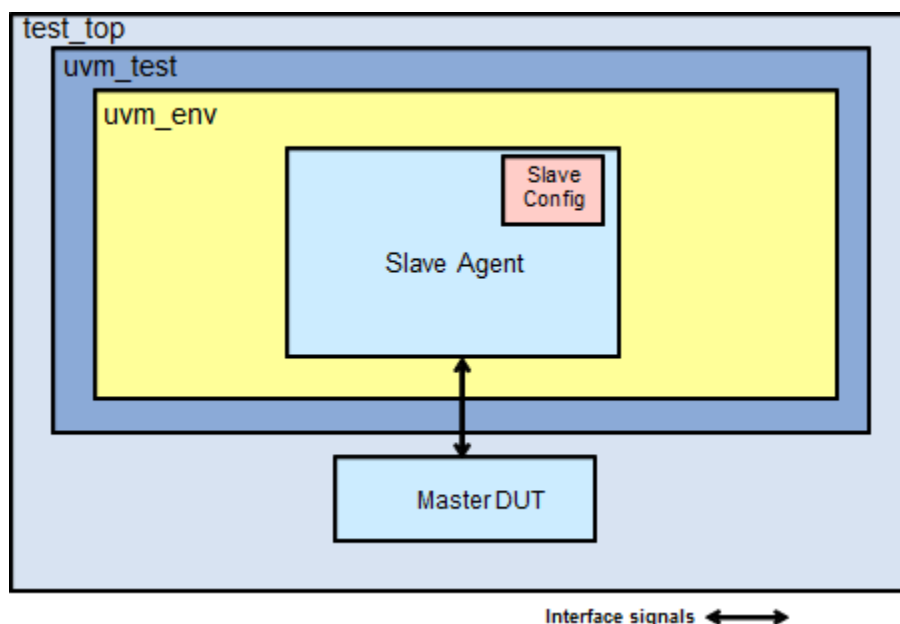 test_top
uvm_test
uvm_env
Slave
Config
Slave Agent
Master DUT
Interface signals